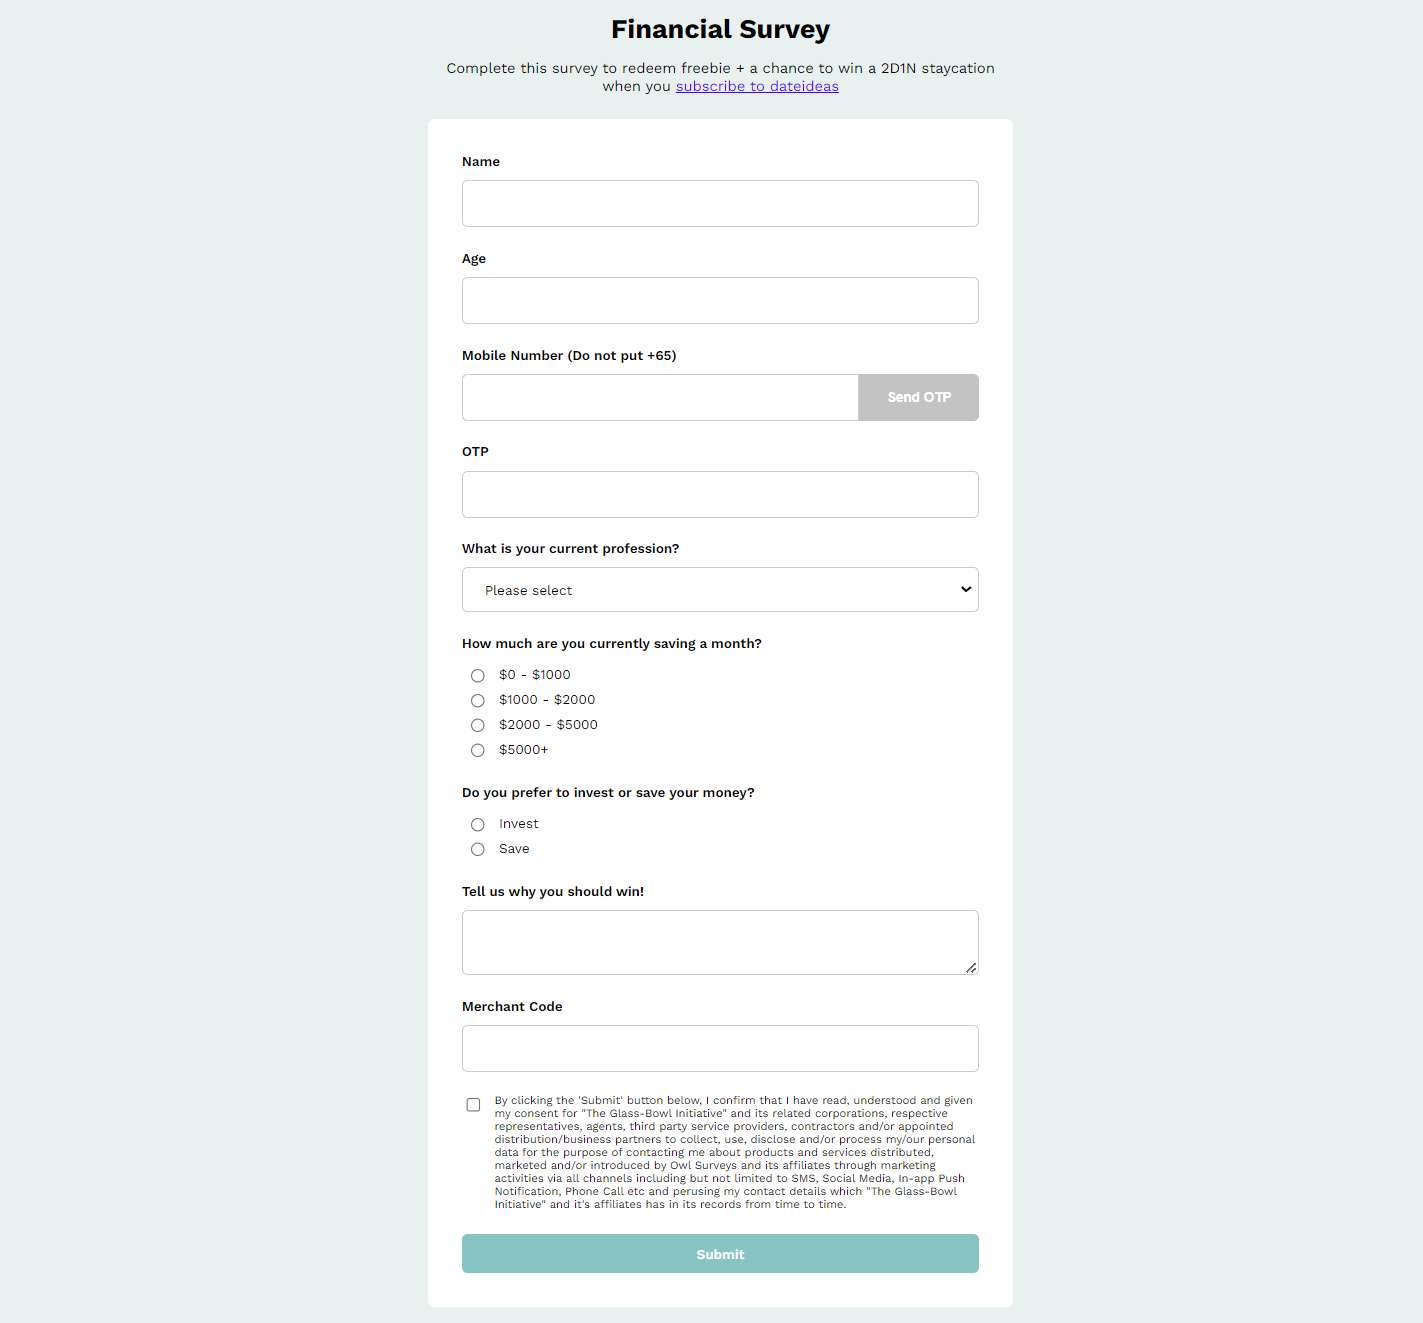 Financial Survey
Complete this survey to redeem freebie + a chance to win a 2D1N staycation
when you subscribe to dateideas
Name
Age
Mobile Number (Do not put +65)
Send OTP
OTP
What is your current profession?
Please select
How much are you currently saving a month?
$0 - $1000
$1000 - $2000
$2000 - $5000
$5000+
Do you prefer to invest or save your money?
Invest
Save
Tell us why you should win!
Merchant Code
By clicking the 'Submit' button below, I confirm that I have read, understood and given
my consent for "The Glass-Bowl Initiative" and its related corporations, respective
representatives, agents, third party service providers, contractors and/or appointed
distribution/business partners to collect, use, disclose and/or process my/our personal
data for the purpose of contacting me about products and services distributed,
marketed and/or introduced by Owl Surveys and its affiliates through marketing
activities via all channels including but not limited to SMS, Social Media, In-app Push
Notification, Phone Call etc and perusing my contact details which "The Glass-Bowl
Initiative" and it's affiliates has in its records from time to time.
Submit